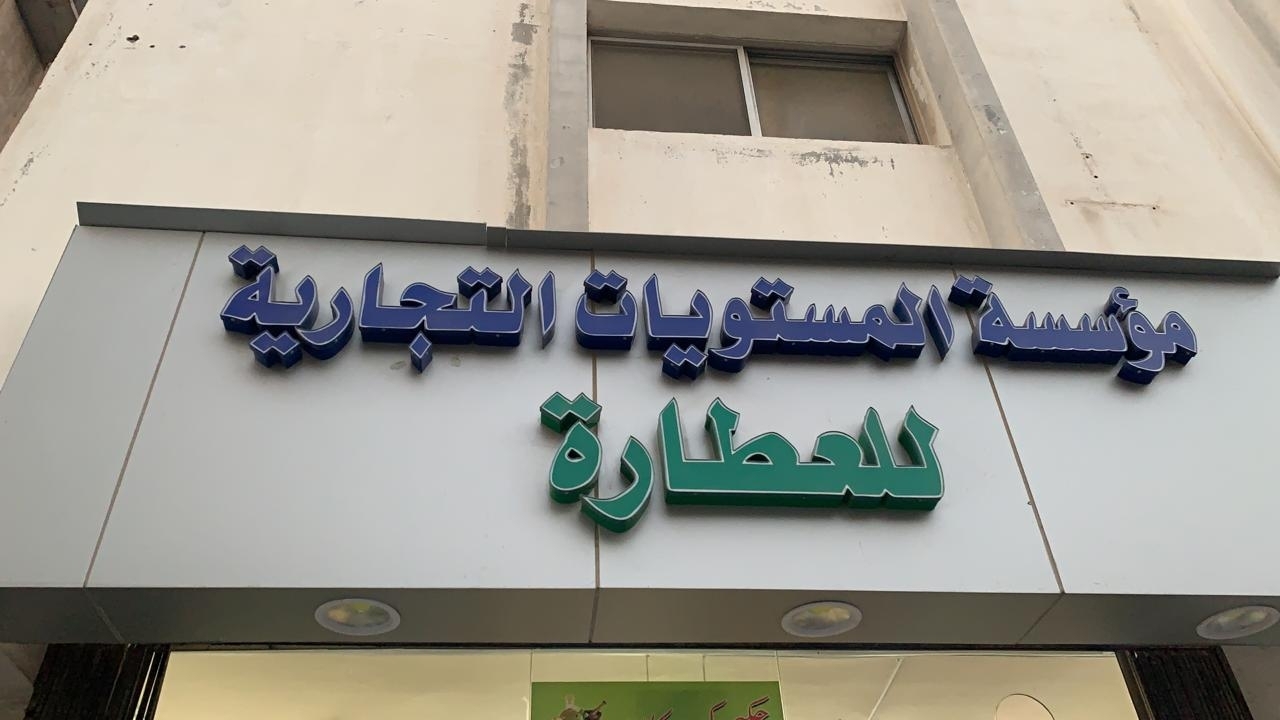 مؤسسة المستويات التجارية
للعطارة